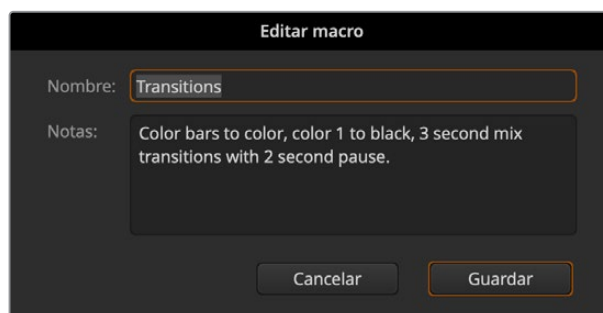 Editar macro
Nombre: Transitions
Notas: Color bars to color, color 1 to black, 3 second mix
transitions with 2 second pause.
Cancelar Guardar